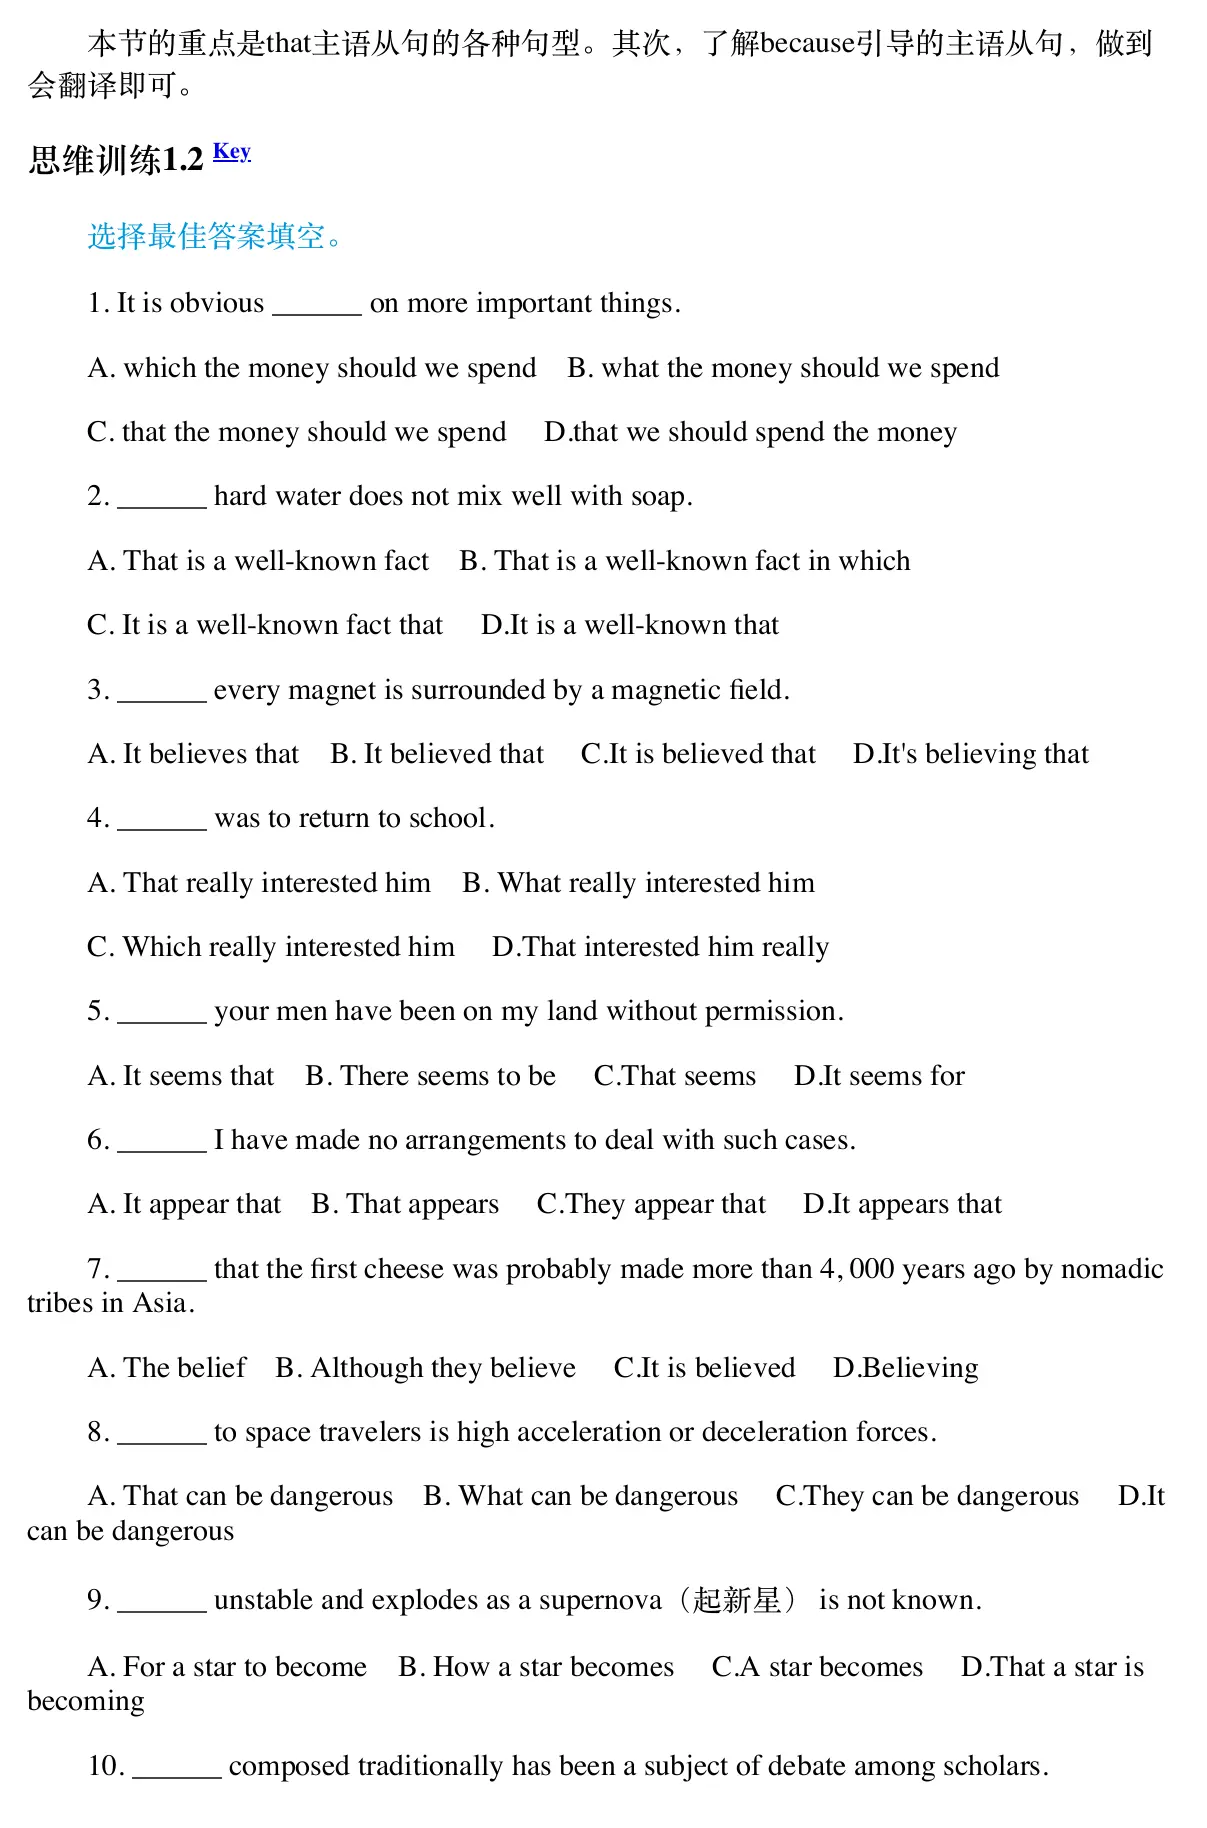 本节的重点是that主语从句的各种句型。其次，了解because引导的主语从句，做到
会翻译即可。
思维训练1.2 Key
选择最佳答案填空。
1. It is obvious ______ on more important things.
A. which the money should we spend B. what the money should we spend
C. that the money should we spend D.that we should spend the money
2. ______ hard water does not mix well with soap.
A. That is a well-known fact B. That is a well-known fact in which
C. It is a well-known fact that D.It is a well-known that
3. ______ every magnet is surrounded by a magnetic field.
A. It believes that B. It believed that C.It is believed that D.It's believing that
4. ______ was to return to school.
A. That really interested him B. What really interested him
C. Which really interested him D.That interested him really
5. ______ your men have been on my land without permission.
A. It seems that B. There seems to be C.That seems D.It seems for
6. ______ I have made no arrangements to deal with such cases.
A. It appear that B. That appears C.They appear that D.It appears that
7. ______ that the first cheese was probably made more than 4, 000 years ago by nomadic
tribes in Asia.
A. The belief B. Although they believe C.It is believed D.Believing
8. ______ to space travelers is high acceleration or deceleration forces.
A. That can be dangerous B. What can be dangerous C.They can be dangerous D.It
can be dangerous
9. ______ unstable and explodes as a supernova（起新星） is not known.
A. For a star to become B. How a star becomes C.A star becomes D.That a star is
becoming
10. ______ composed traditionally has been a subject of debate among scholars.